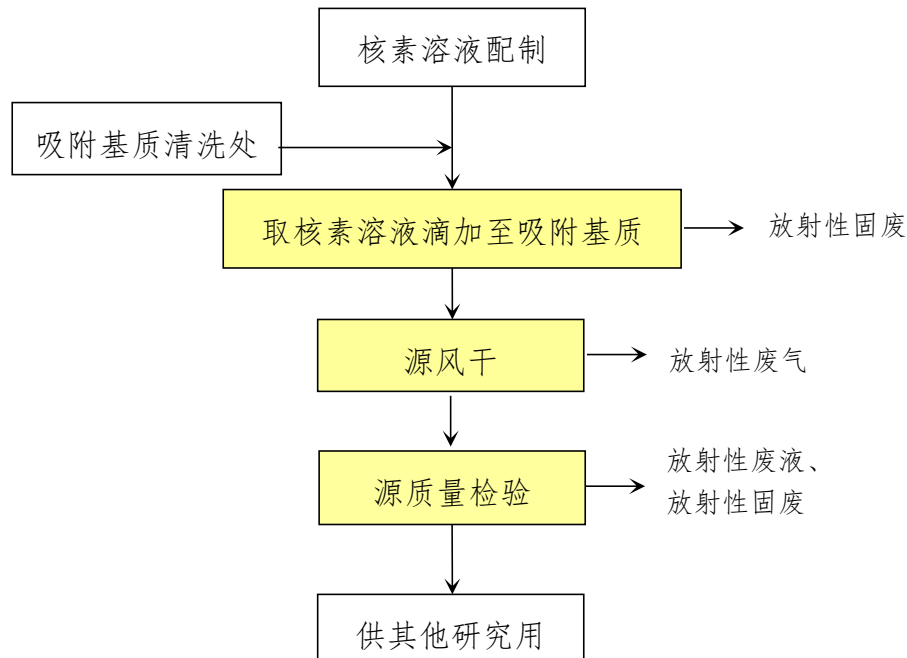 核素溶液配制
吸附基质清洗处
取核素溶液滴加至吸附基质
放射性固废
源风干
放射性废气
源质量检验
放射性废液、
放射性固废
供其他研究用